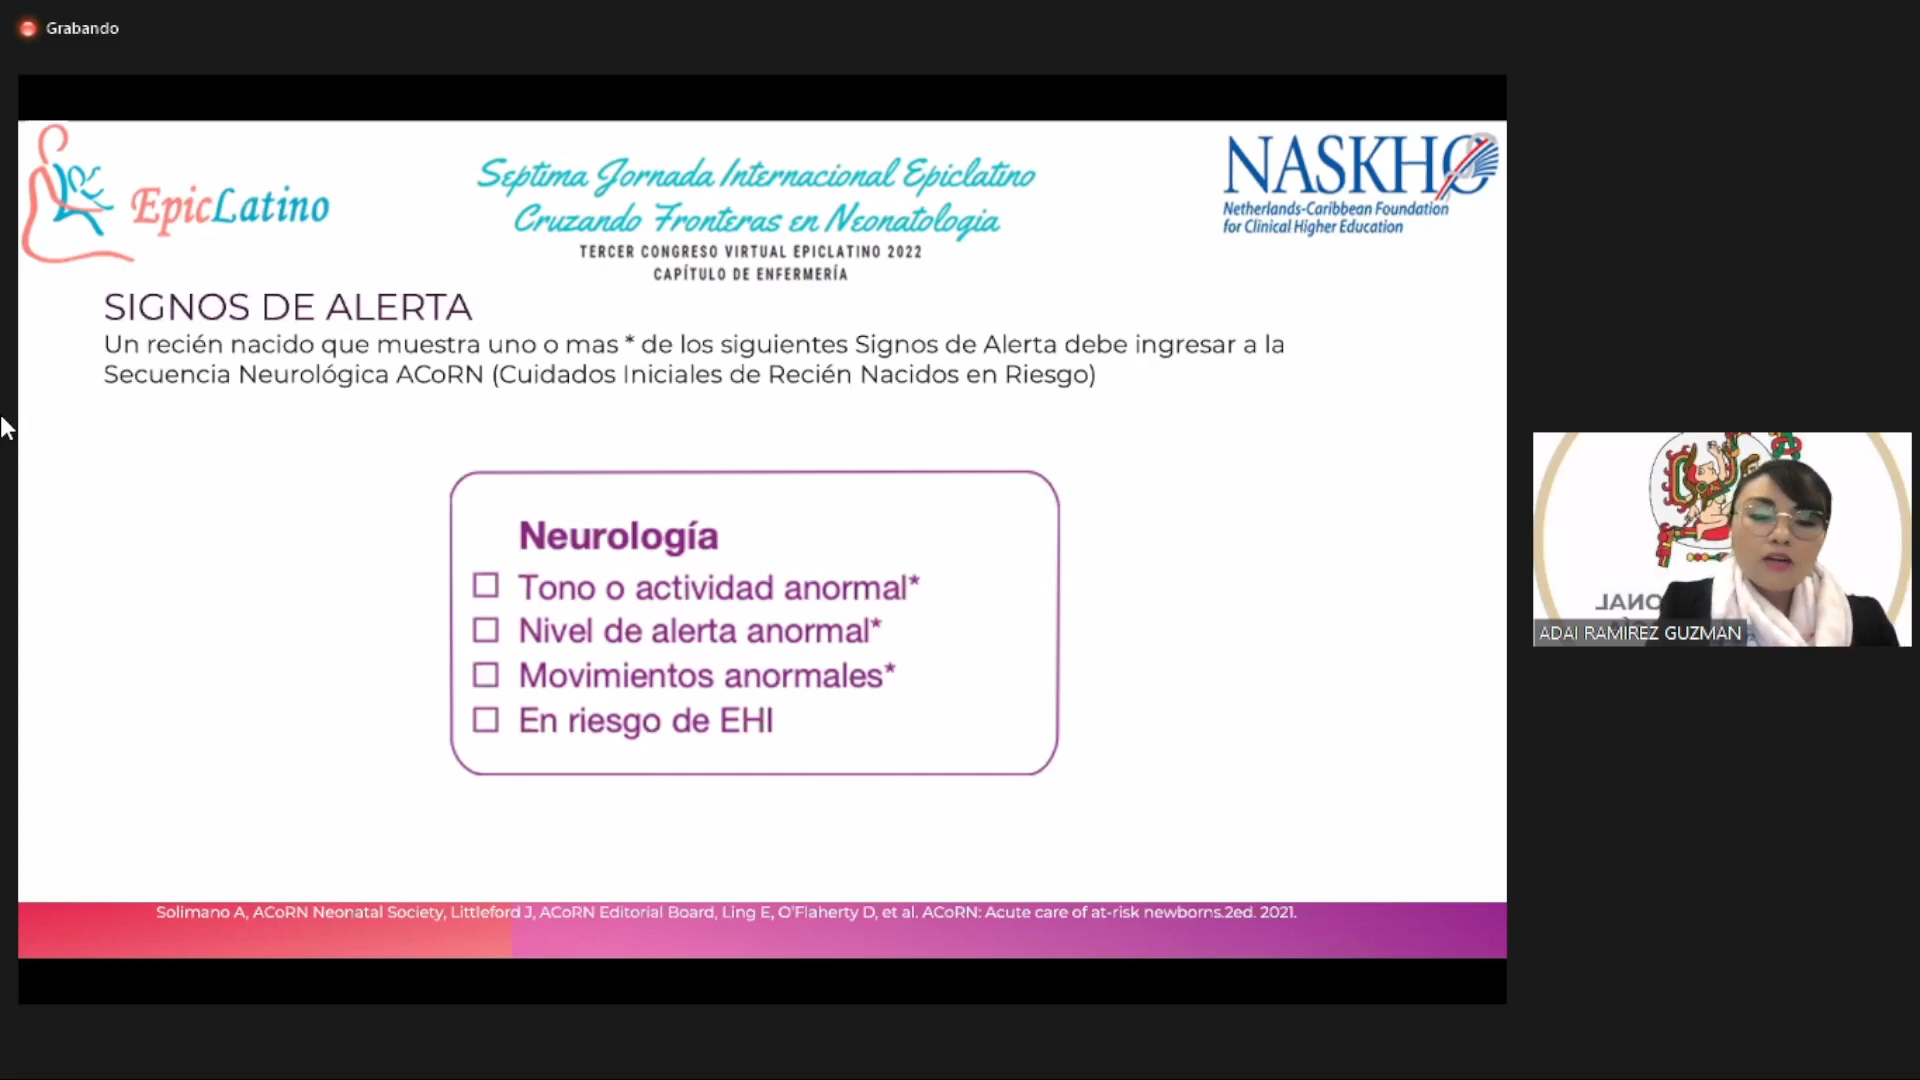 Grabando
EpicLatino
Septima Jornada Internacional Epiclatino
Cruzando Fronteras en Neonatologia
TERCER CONGRESO VIRTUAL EPICLATINO 2022
CAPÍTULO DE ENFERMERÍA
NASKHO
Netherlands-Caribbean Foundation
for Clinical Higher Education
SIGNOS DE ALERTA
Un recién nacido que muestra uno o mas * de los siguientes Signos de Alerta debe ingresar a la
Secuencia Neurológica ACoRN (Cuidados Iniciales de Recién Nacidos en Riesgo)
Neurología
Tono o actividad anormal*
Nivel de alerta anormal*
Movimientos anormales*
En riesgo de EHI
Solimano A, ACoRN Neonatal Society, Littleford J, ACoRN Editorial Board, Ling E, O'Flaherty D, et al. ACoRN: Acute care of at-risk newborns.2ed. 2021.
ADAI RAMIREZ GUZMAN